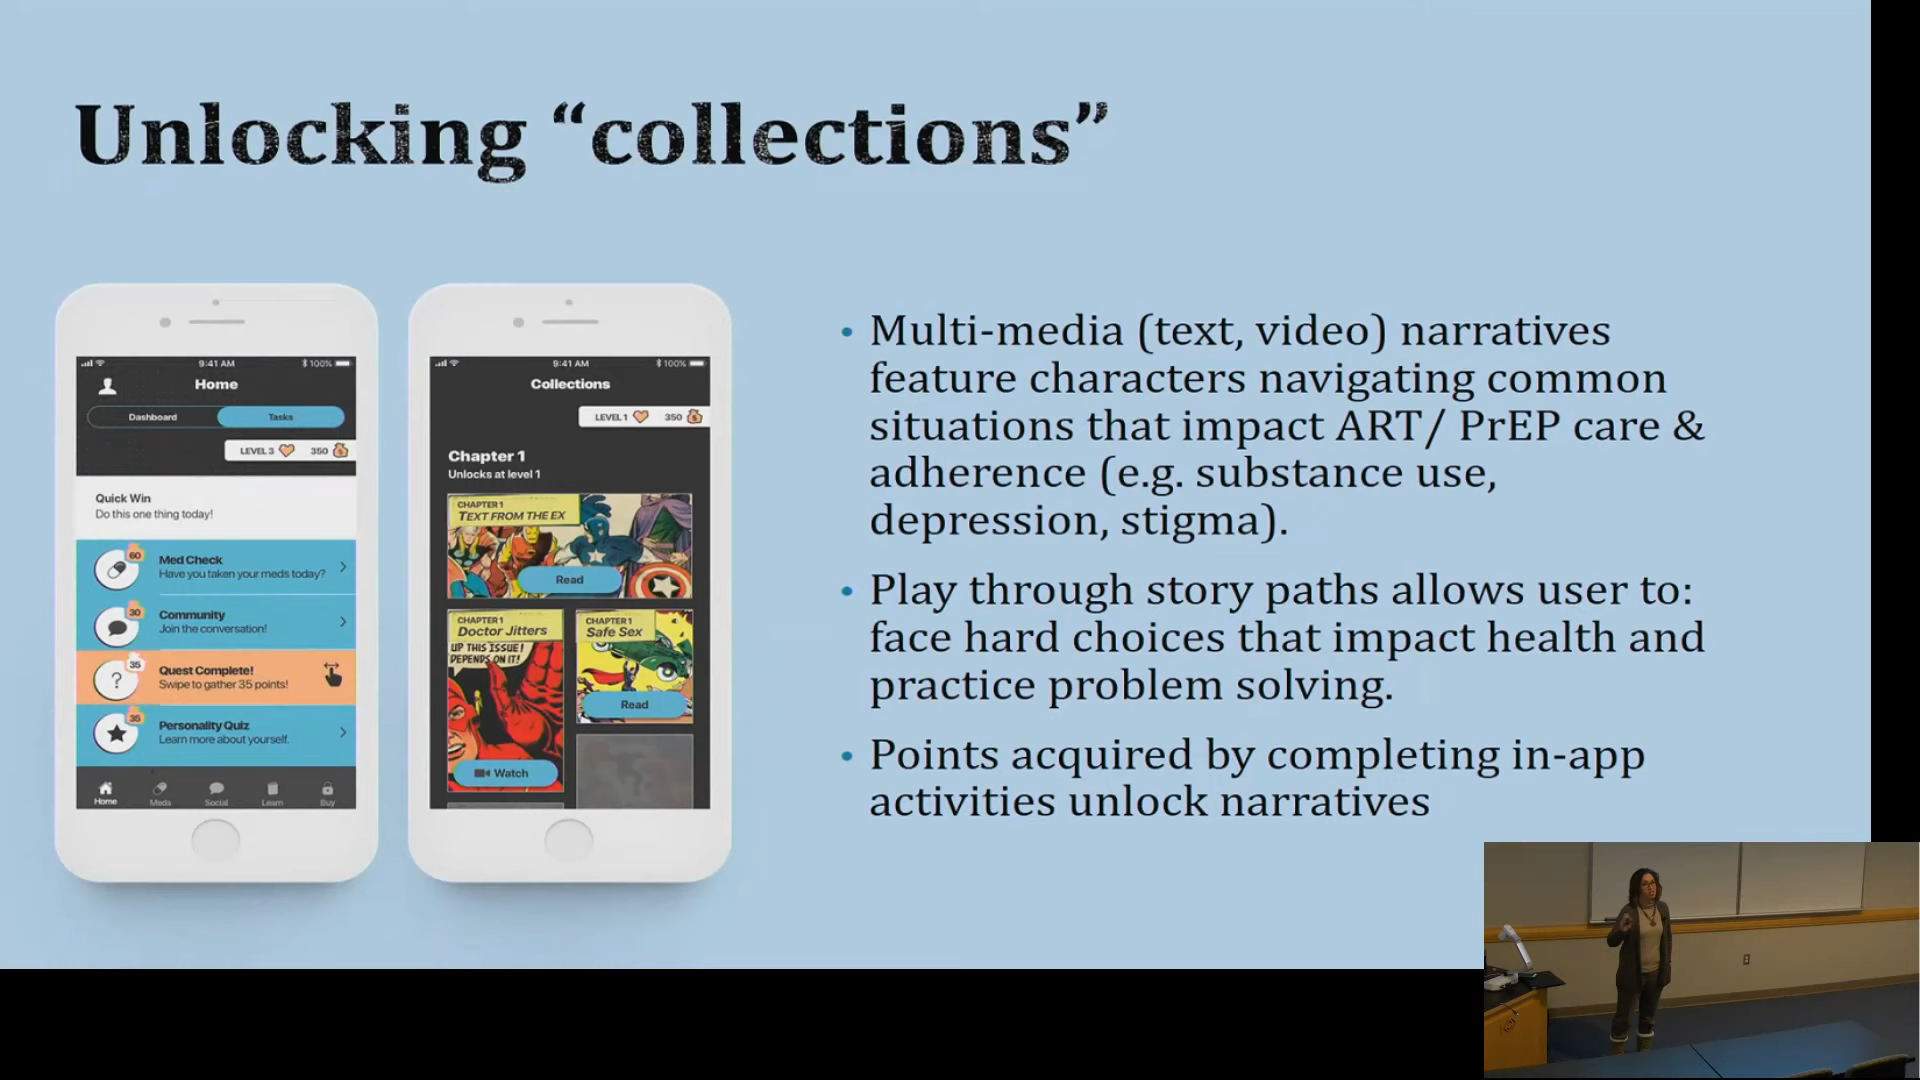 Unlocking “collections”
9:41 AM
100%
Home
Dashboard
Tasks
LEVEL 3
350
Quick Win
Do this one thing today!
60
Med Check
Have you taken your meds today?
30
Community
Join the conversation!
35
?
Quest Complete!
Swipe to gather 35 points!
35
Personality Quiz
Learn more about yourself.
Home
Meds
Social
Learn
Buy
9:41 AM
100%
Collections
LEVEL 1
350
Chapter 1
Unlocks at level 1
CHAPTER 1
TEXT FROM THE EX
Read
CHAPTER 1
Doctor Jitters
UP THIS ISSUE!
DEPENDS ON IT!
Watch
CHAPTER 1
Safe Sex
Read
• Multi-media (text, video) narratives
feature characters navigating common
situations that impact ART/ PrEP care &
adherence (e.g. substance use,
depression, stigma).
• Play through story paths allows user to:
face hard choices that impact health and
practice problem solving.
• Points acquired by completing in-app
activities unlock narratives